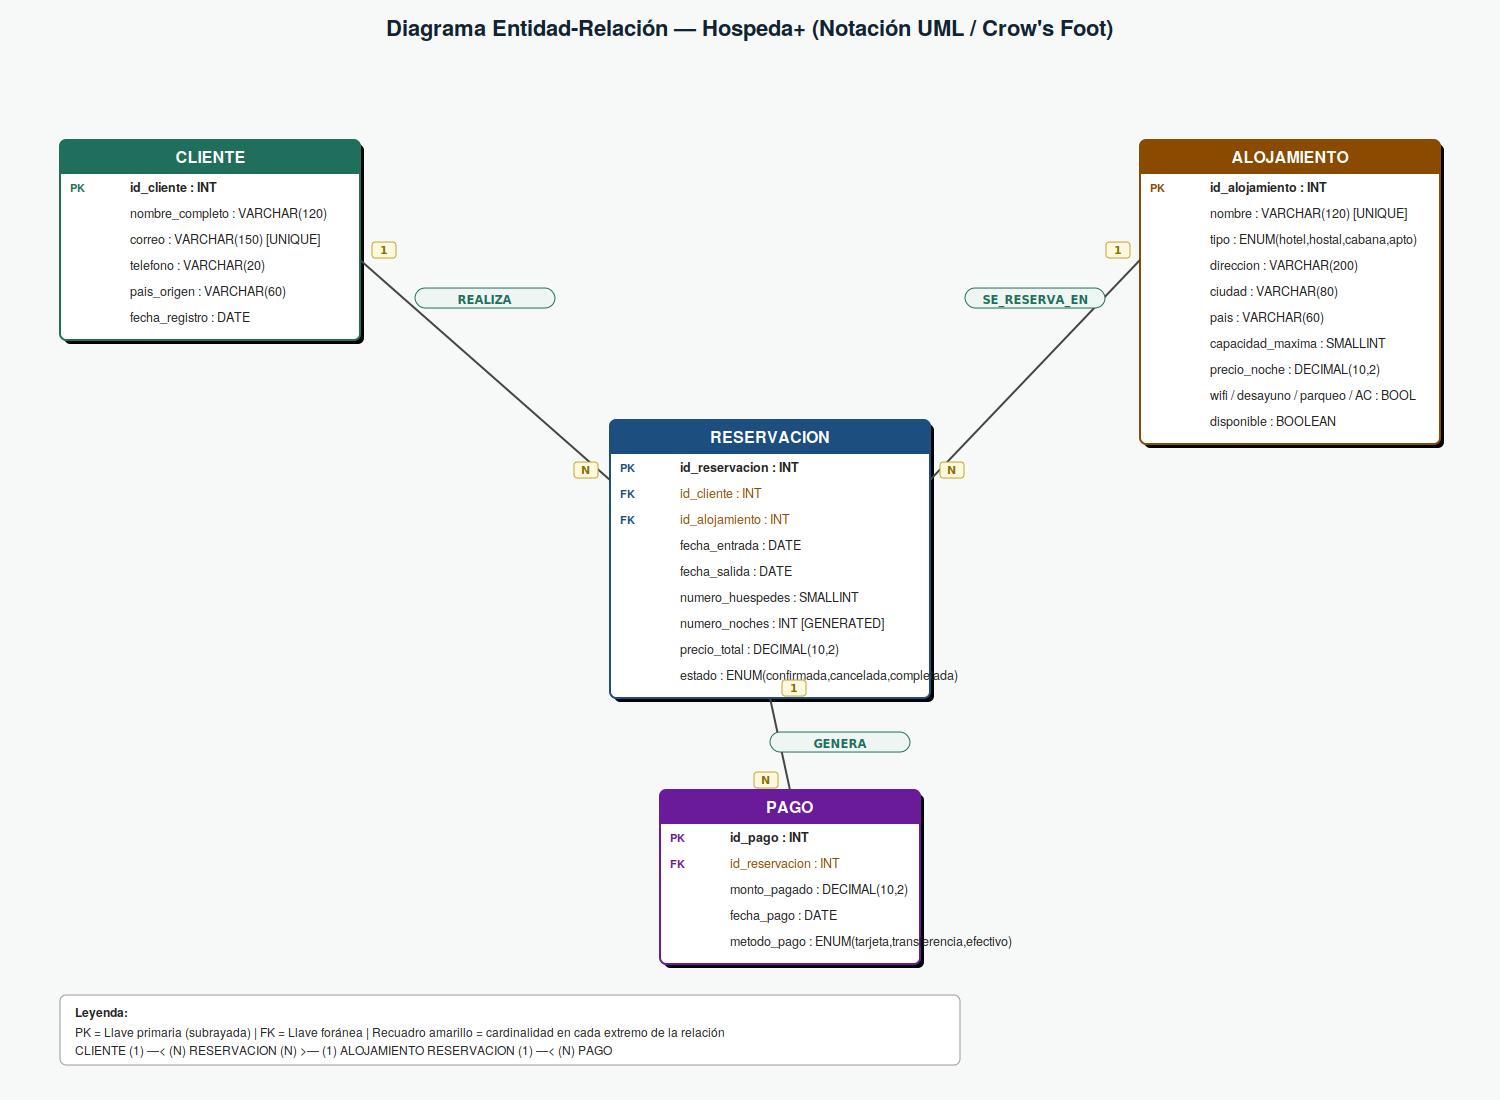 Diagrama Entidad-Relación — Hospeda+ (Notación UML / Crow's Foot)
CLIENTE
PK id_cliente : INT
nombre_completo : VARCHAR(120)
correo : VARCHAR(150) [UNIQUE]
telefono : VARCHAR(20)
pais_origen : VARCHAR(60)
fecha_registro : DATE
1
REALIZA
N
ALOJAMIENTO
PK id_alojamiento : INT
nombre : VARCHAR(120) [UNIQUE]
tipo : ENUM(hotel,hostal,cabana,apto)
direccion : VARCHAR(200)
ciudad : VARCHAR(80)
pais : VARCHAR(60)
capacidad_maxima : SMALLINT
precio_noche : DECIMAL(10,2)
wifi / desayuno / parqueo / AC : BOOL
disponible : BOOLEAN
1
SE_RESERVA_EN
N
RESERVACION
PK id_reservacion : INT
FK id_cliente : INT
FK id_alojamiento : INT
fecha_entrada : DATE
fecha_salida : DATE
numero_huespedes : SMALLINT
numero_noches : INT [GENERATED]
precio_total : DECIMAL(10,2)
estado : ENUM(confirmada,cancelada,completada)
1
GENERA
N
PAGO
PK id_pago : INT
FK id_reservacion : INT
monto_pagado : DECIMAL(10,2)
fecha_pago : DATE
metodo_pago : ENUM(tarjeta,transferencia,efectivo)
Leyenda:
PK = Llave primaria (subrayada) | FK = Llave foránea | Recuadro amarillo = cardinalidad en cada extremo de la relación
CLIENTE (1) —< (N) RESERVACION (N) >— (1) ALOJAMIENTO RESERVACION (1) —< (N) PAGO